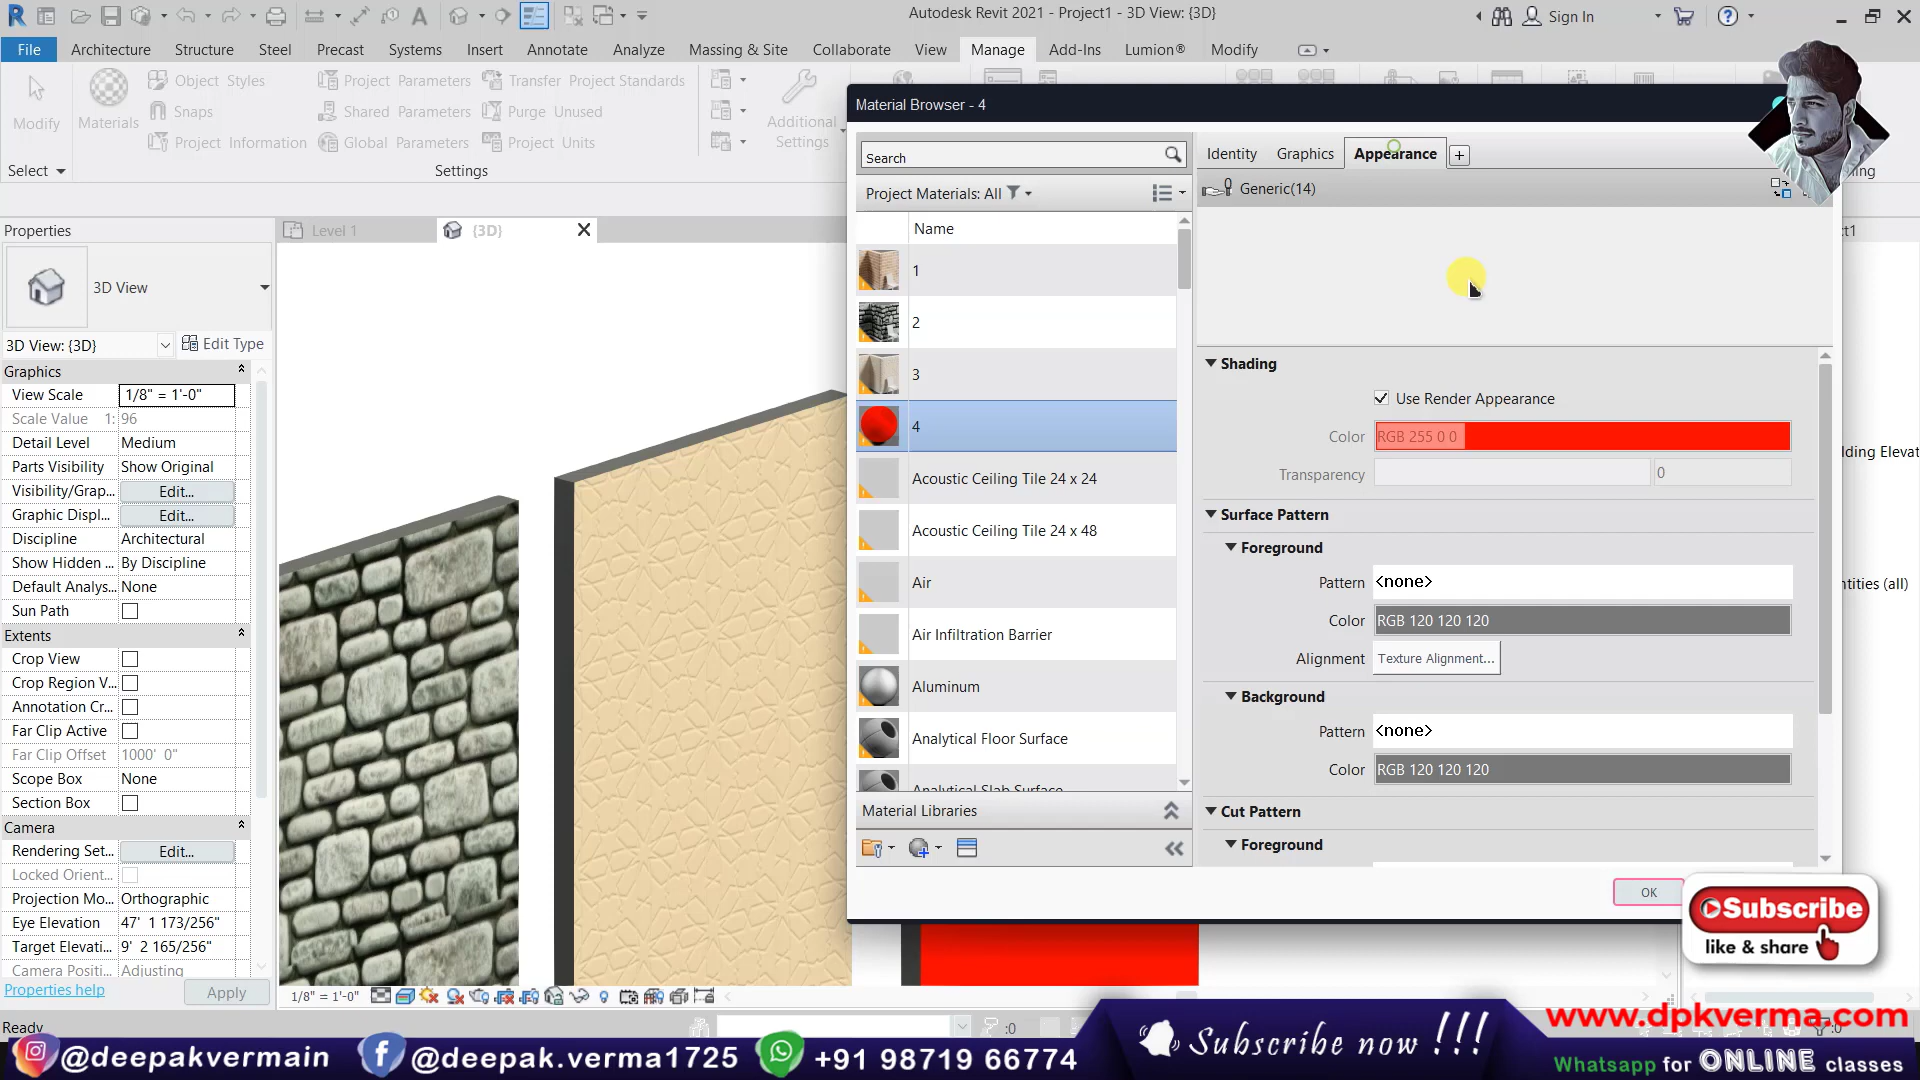 Autodesk Revit 2021 - Project1 - 3D View: {3D}
Sign In
File Architecture Structure Steel Precast Systems Insert Annotate Analyze Massing & Site Collaborate View Manage Add-Ins Lumion® Modify
Modify
Materials
Object Styles
Snaps
Project Information
Project Parameters
Shared Parameters
Global Parameters
Transfer Project Standards
Purge Unused
Project Units
Additional
Settings
Select
Settings
Properties
Level 1
{3D}
3D View
3D View: {3D}
Edit Type
Graphics
View Scale 1/8" = 1'-0"
Scale Value 1: 96
Detail Level Medium
Parts Visibility Show Original
Visibility/Grap... Edit...
Graphic Displ... Edit...
Discipline Architectural
Show Hidden ... By Discipline
Default Analys... None
Sun Path
Extents
Crop View
Crop Region V...
Annotation Cr...
Far Clip Active
Far Clip Offset 1000' 0"
Scope Box None
Section Box
Camera
Rendering Set... Edit...
Locked Orient...
Projection Mo... Orthographic
Eye Elevation 47' 1 173/256"
Target Elevati... 9' 2 165/256"
Camera Positi... Adjusting
Properties help
Apply
Ready
1/8" = 1'-0"
:0
Material Browser - 4
Search
Project Materials: All
Name
1
2
3
4
Acoustic Ceiling Tile 24 x 24
Acoustic Ceiling Tile 24 x 48
Air
Air Infiltration Barrier
Aluminum
Analytical Floor Surface
Analytical Slab Surface
Material Libraries
Identity Graphics Appearance +
0
Generic(14)
Shading
Use Render Appearance
Color RGB 255 0 0
Transparency 0
Surface Pattern
Foreground
Pattern <none>
Color RGB 120 120 120
Alignment Texture Alignment...
Background
Pattern <none>
Color RGB 120 120 120
Cut Pattern
Foreground
OK
ing
ct1
lding Elevat
ntities (all)
:0
Subscribe
like & share
@deepakvermain
@deepak.verma1725
+91 98719 66774
Subscribe now !!!
www.dpkverma.com
Whatsapp for ONLINE classes